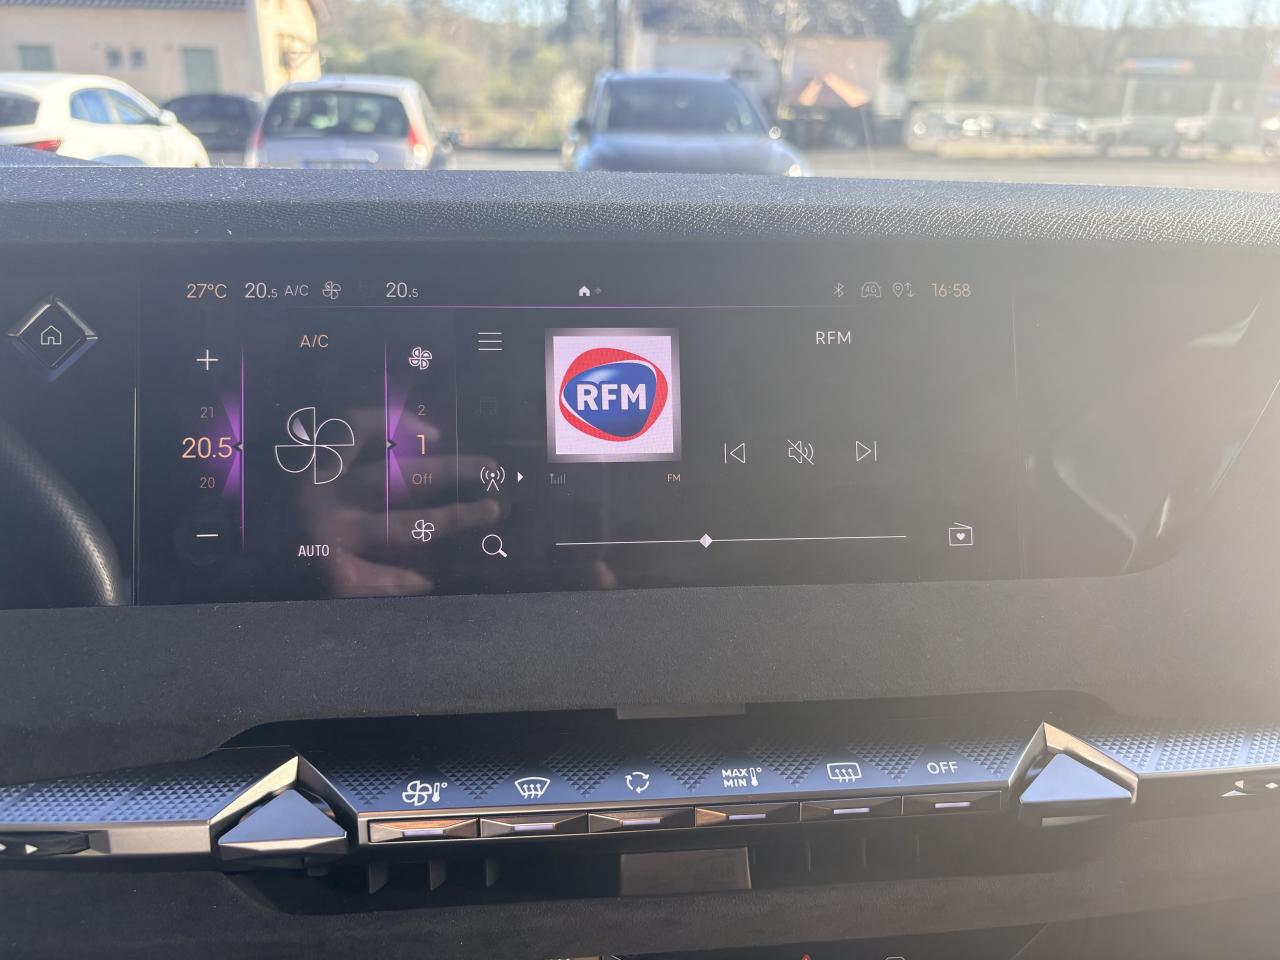 27°C 20.5 A/C 20.5 4G 16:58
A/C
RFM
RFM
21
20.5
20
2
1
Off
FM
AUTO
MAX
MIN
OFF